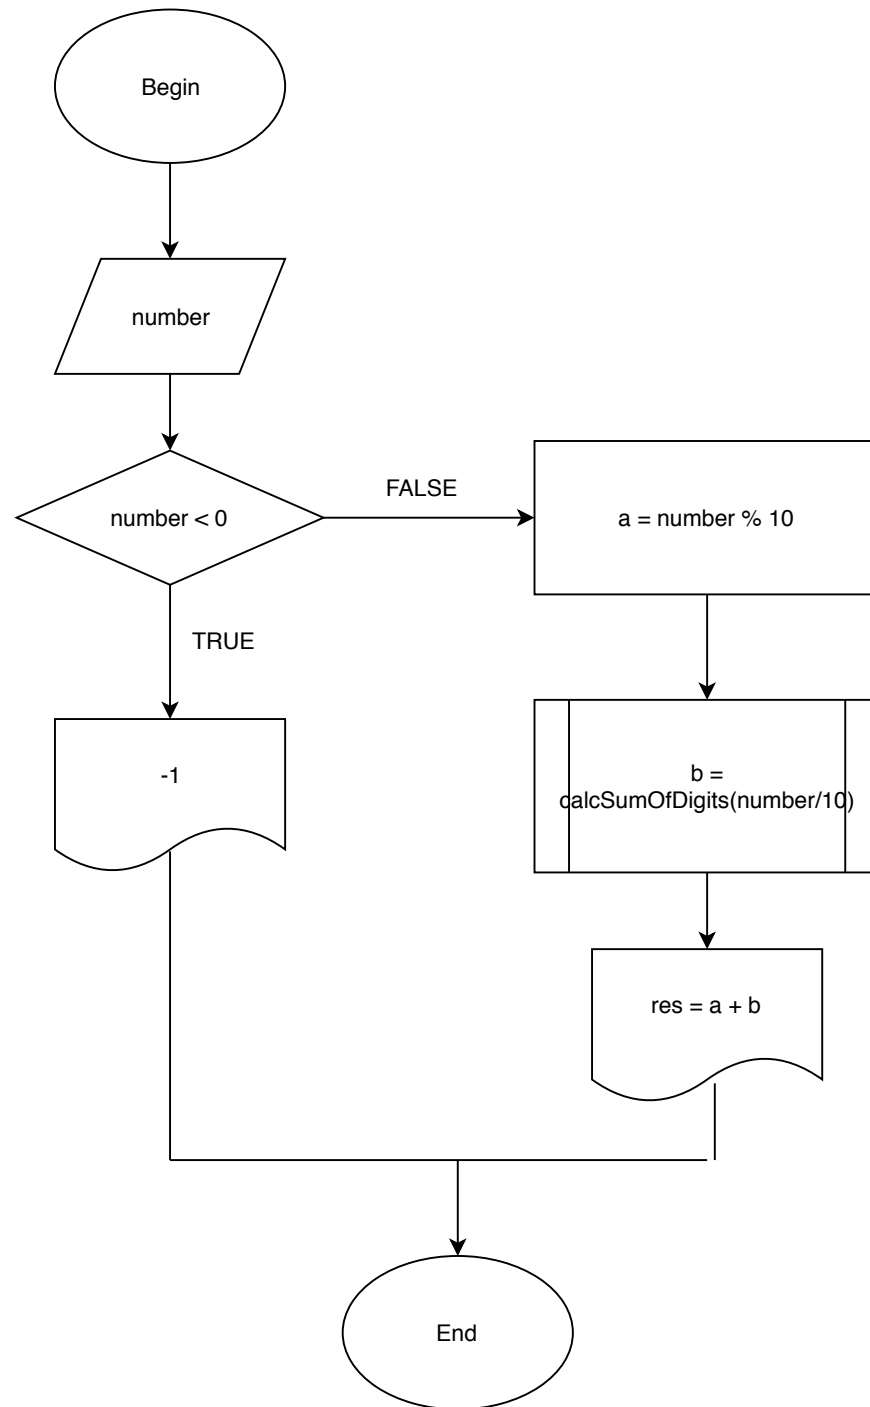 Begin
number
number < 0
FALSE
a = number % 10
TRUE
-1
b =
calcSumOfDigits(number/10)
res = a + b
End